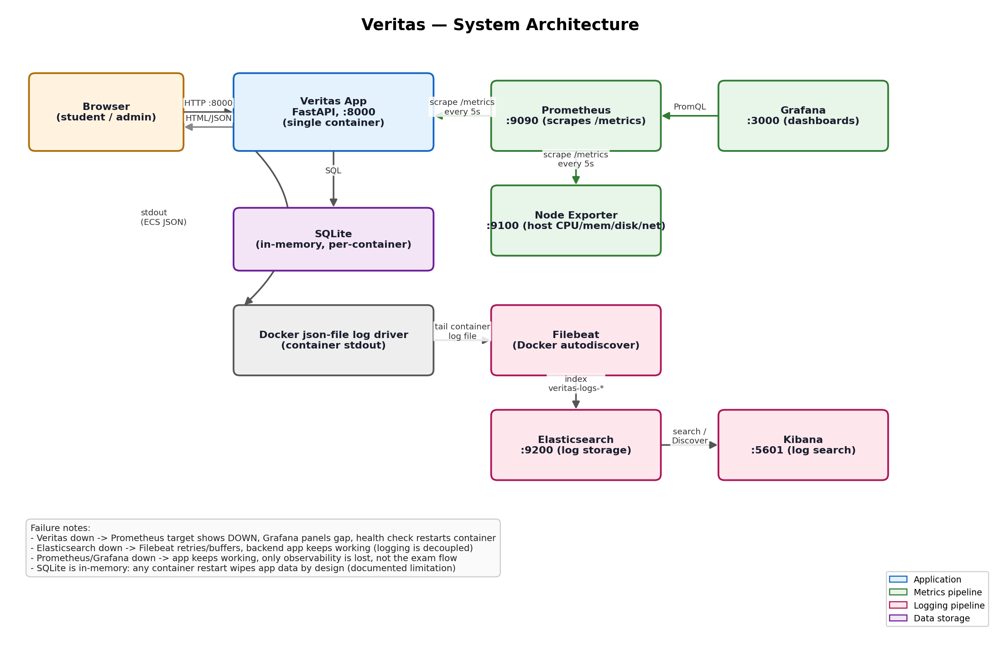 Veritas — System Architecture
Browser
(student / admin)
HTTP :8000
HTML/JSON
Veritas App
FastAPI, :8000
(single container)
scrape /metrics
every 5s
Prometheus
:9090 (scrapes /metrics)
PromQL
Grafana
:3000 (dashboards)
SQL
scrape /metrics
every 5s
stdout
(ECS JSON)
SQLite
(in-memory, per-container)
Node Exporter
:9100 (host CPU/mem/disk/net)
Docker json-file log driver
(container stdout)
tail container
log file
Filebeat
(Docker autodiscover)
index
veritas-logs-*
Elasticsearch
:9200 (log storage)
search /
Discover
Kibana
:5601 (log search)
Failure notes:
- Veritas down -> Prometheus target shows DOWN, Grafana panels gap, health check restarts container
- Elasticsearch down -> Filebeat retries/buffers, backend app keeps working (logging is decoupled)
- Prometheus/Grafana down -> app keeps working, only observability is lost, not the exam flow
- SQLite is in-memory: any container restart wipes app data by design (documented limitation)
Application
Metrics pipeline
Logging pipeline
Data storage